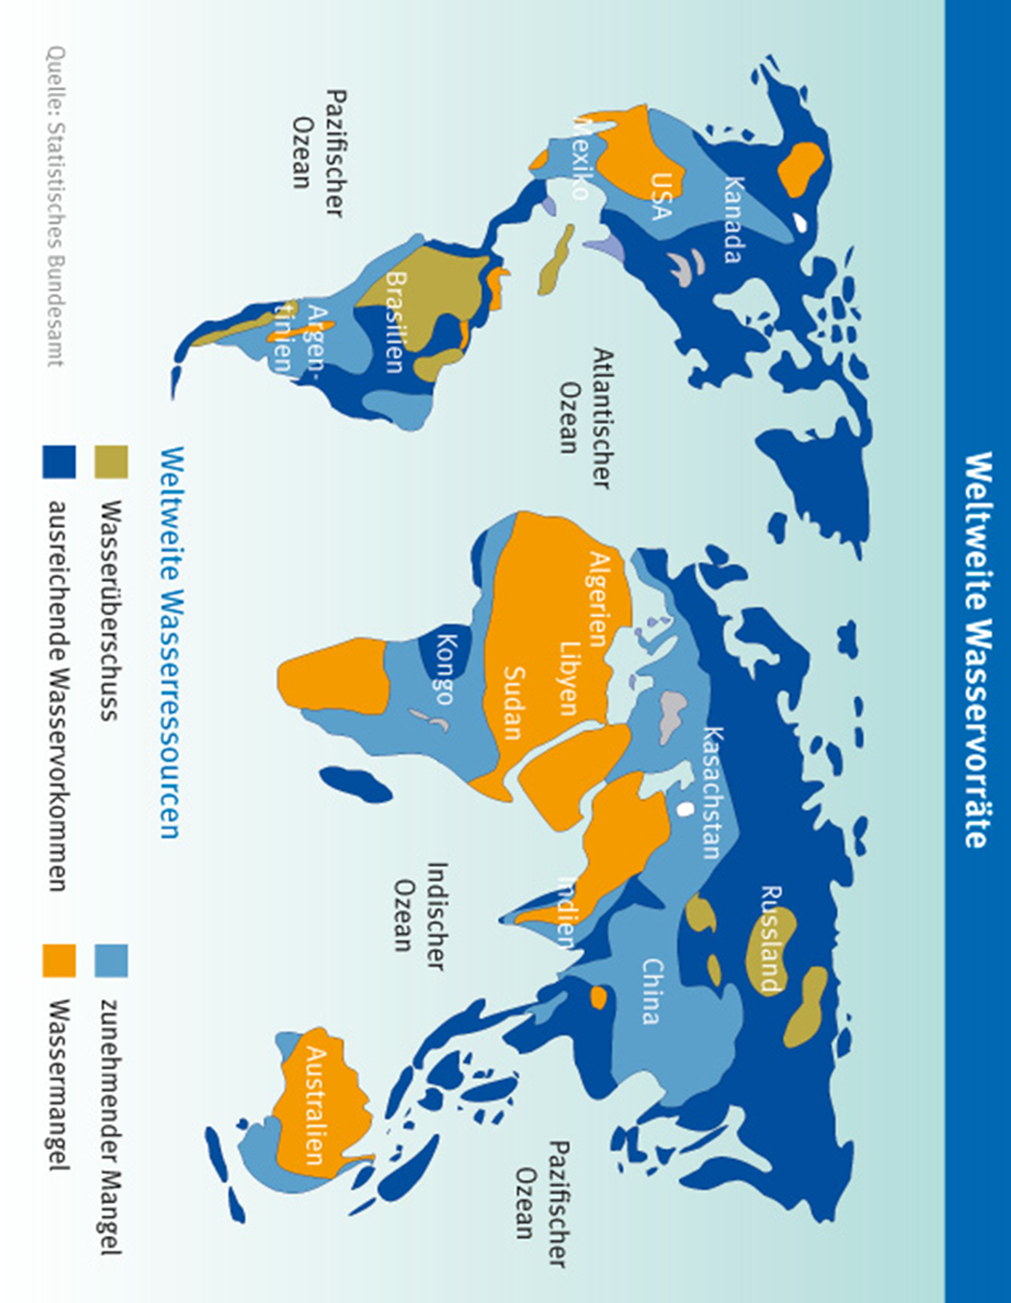 Weltweite Wasservorräte
Kanada
USA
Mexiko
Atlantischer
Ozean
Pazifischer
Ozean
Brasilien
Argen-
tinien
Russland
Kasachstan
China
Indien
Algerien
Libyen
Sudan
Kongo
Pazifischer
Ozean
Indischer
Ozean
Australien
Weltweite Wasserressourcen
Wasserüberschuss
zunehmender Mangel
ausreichende Wasservorkommen
Wassermangel
Quelle: Statistisches Bundesamt